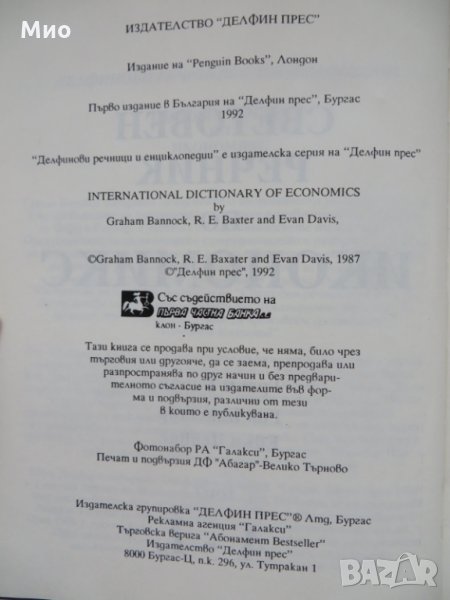 Мио
ИЗДАТЕЛСТВО "ДЕЛФИН ПРЕС"
Издание на "Penguin Books", Лондон
Първо издание в България на "Делфин прес", Бургас
1992
"Делфинови речници и енциклопедии" е издателска серия на "Делфин прес"
INTERNATIONAL DICTIONARY OF ECONOMICS
by
Graham Bannock, R. E. Baxter and Evan Davis,
©Graham Bannock, R. E. Baxater and Evan Davis, 1987
©"Делфин прес", 1992
Със съдействието на
ПЪРВА ЧАСТНА БАНКА
клон - Бургас
Тази книга се продава при условие, че няма, било чрез
търговия или другояче, да се заема, препродава или
разпространява по друг начин и без предвари-
телното съгласие на издателите във фор-
ма и подвързия, различни от тези
в които е публикувана.
Фотонабор РА "Галакси", Бургас
Печат и подвързия ДФ "Абагар"-Велико Търново
Издателска групировка "ДЕЛФИН ПРЕС"® Лтд, Бургас
Рекламна агенция "Галакси"
Търговска верига "Абонамент Bestseller"
Издателство "Делфин прес"
8000 Бургас-Ц, п.к. 296, ул. Тутракан 1
BAZAR